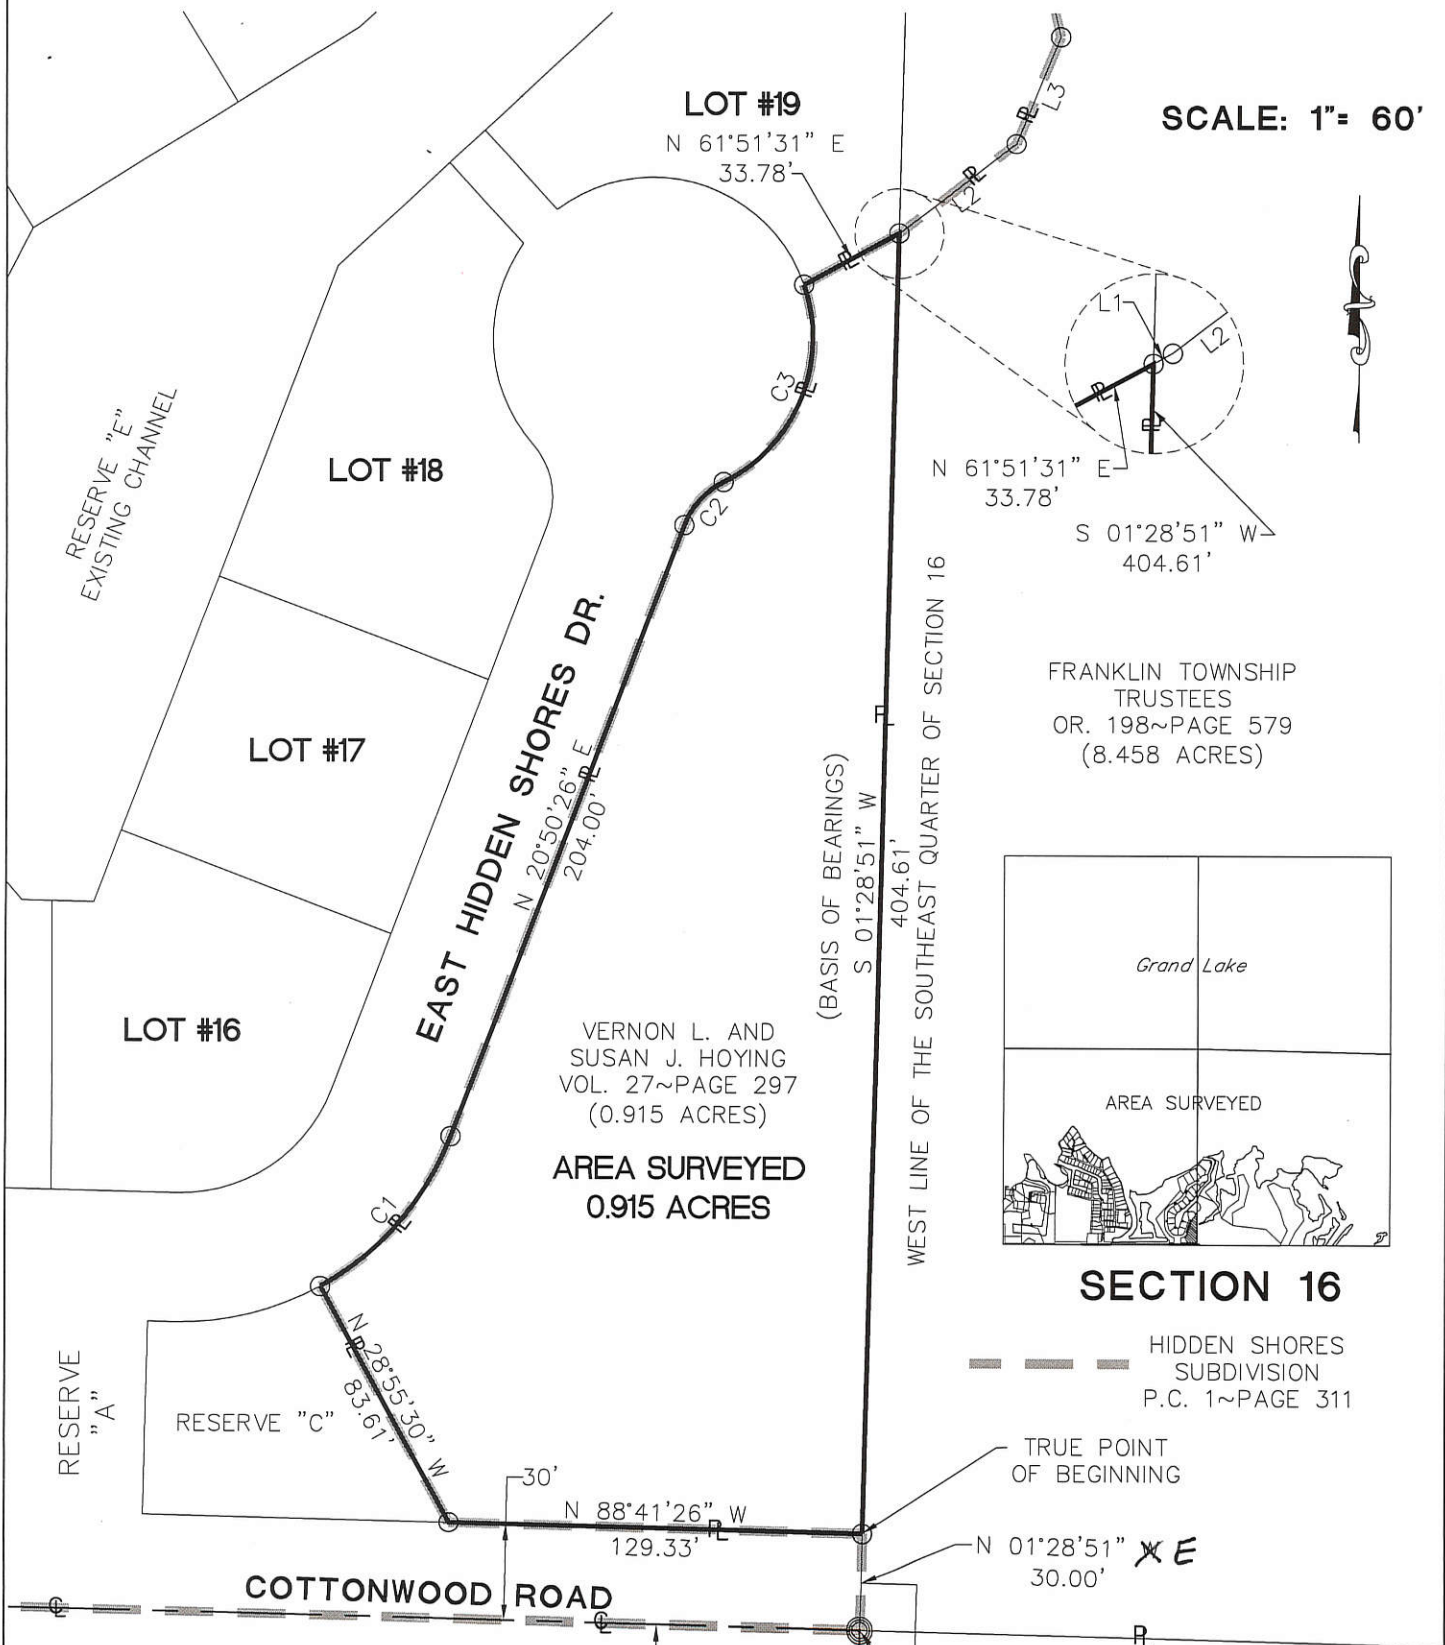 LOT #19
N 61°51'31" E
33.78'
L3
L2
SCALE: 1"= 60'
L1
L2
N 61°51'31" E
33.78'
S 01°28'51" W
404.61'
RESERVE "E"
EXISTING CHANNEL
LOT #18
C3
C2
LOT #17
EAST HIDDEN SHORES DR.
N 20°50'26" E
204.00'
(BASIS OF BEARINGS)
S 01°28'51" W
404.61'
WEST LINE OF THE SOUTHEAST QUARTER OF SECTION 16
FRANKLIN TOWNSHIP
TRUSTEES
OR. 198~PAGE 579
(8.458 ACRES)
Grand Lake
AREA SURVEYED
SECTION 16
LOT #16
VERNON L. AND
SUSAN J. HOYING
VOL. 27~PAGE 297
(0.915 ACRES)
AREA SURVEYED
0.915 ACRES
C1
HIDDEN SHORES
SUBDIVISION
P.C. 1~PAGE 311
RESERVE
"A"
RESERVE "C"
N 28°55'30" W
83.61'
30'
N 88°41'26" W
129.33'
TRUE POINT
OF BEGINNING
N 01°28'51" E
30.00'
COTTONWOOD ROAD